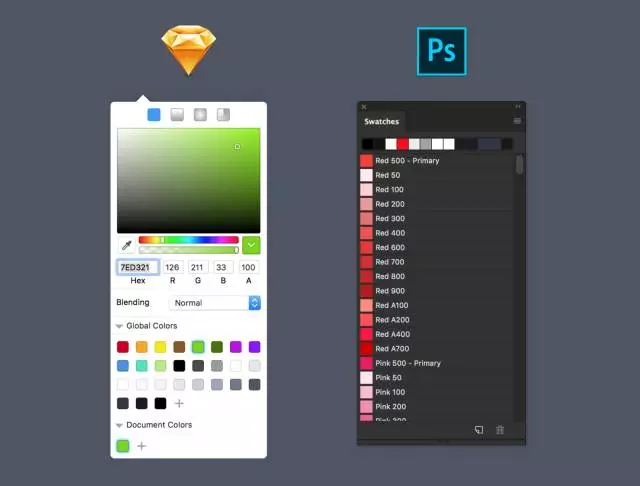 Ps
7ED321 126 211 33 100
Hex R G B A
Blending Normal
Global Colors
Document Colors
Swatches
Red 500 - Primary
Red 50
Red 100
Red 200
Red 300
Red 400
Red 600
Red 700
Red 800
Red 900
Red A100
Red A200
Red A400
Red A700
Pink 500 - Primary
Pink 50
Pink 100
Pink 200